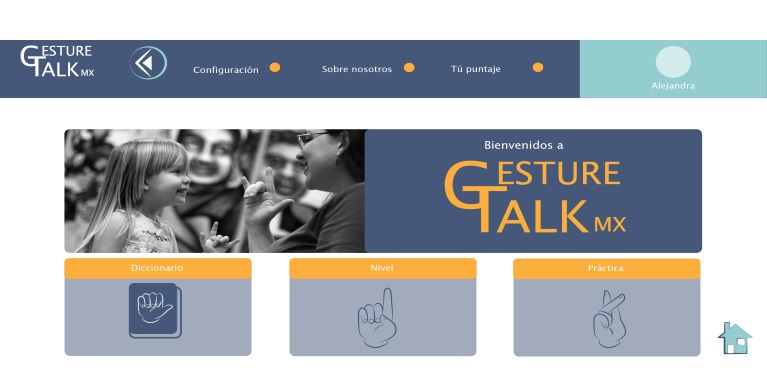 GESTURE
TALK MX
Configuración
Sobre nosotros
Tú puntaje
Alejandra
Bienvenidos a
GESTURE
TALK MX
Diccionario
Nivel
Práctica